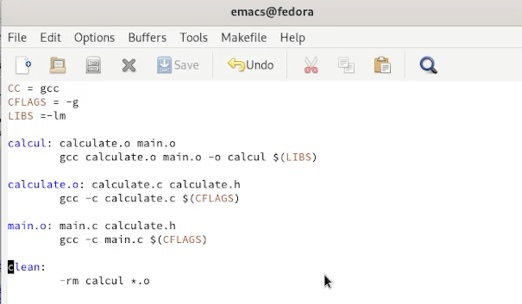 emacs@fedora
File Edit Options Buffers Tools Makefile Help
Save Undo
CC = gcc
CFLAGS = -g
LIBS =-lm
calcul: calculate.o main.o
gcc calculate.o main.o -o calcul $(LIBS)
calculate.o: calculate.c calculate.h
gcc -c calculate.c $(CFLAGS)
main.o: main.c calculate.h
gcc -c main.c $(CFLAGS)
clean:
-rm calcul *.o